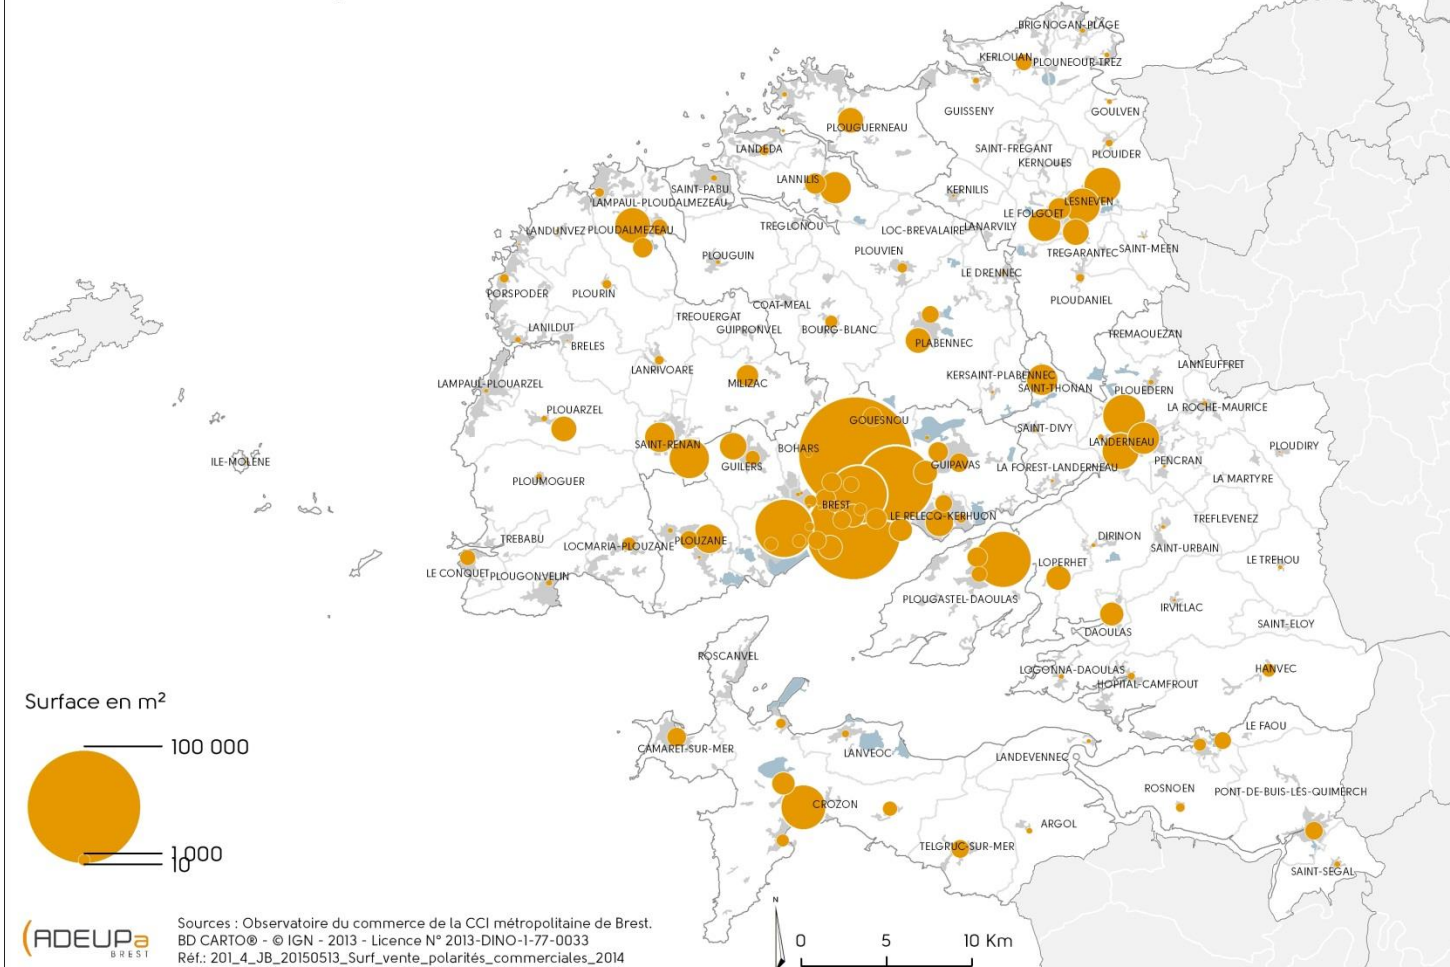 BRIGNOGAN-PLAGE
KERLOUAN
PLOUNEOUR-TREZ
GUISSENY
GOULVEN
PLOUGUERNEAU
LANDEDA
SAINT-FREGANT
KERNOUES
PLOUIDER
LANNILIS
SAINT-PABU
KERNILIS
LAMPAUL-PLOUDALMEZEAU
LESNEVEN
LE FOLGOET
LANDUNVEZ
PLOUDALMEZEAU
TREGLONOU
LOC-BREVALAIRE
LANARVILY
PLOUGUIN
PLOUVIEN
TREGARANTEC
SAINT-MEEN
LE DRENNEC
PORSPODER
PLOURIN
PLOUDANIEL
COAT-MEAL
TREOUERGAT
GUIPRONVEL
BOURG-BLANC
LANILDUT
BRELES
PLABENNEC
TREMAOUEZAN
LANRIVOARE
LANNEUFFRET
LAMPAUL-PLOUARZEL
MILIZAC
KERSAINT-PLABENNEC
SAINT-THONAN
PLOUEDERN
PLOUARZEL
LA ROCHE-MAURICE
GOUESNOU
SAINT-DIVY
SAINT-RENAN
BOHARS
LANDERNEAU
PLOUDIRY
ILE-MOLENE
GUILERS
GUIPAVAS
LA FOREST-LANDERNEAU
PENCRAN
PLOUMOGUER
LA MARTYRE
BREST
LE RELECQ-KERHUON
TREFLEVENEZ
TREBABU
LOCMARIA-PLOUZANE
PLOUZANE
DIRINON
SAINT-URBAIN
LOPERHET
LE TREHOU
LE CONQUET
PLOUGONVELIN
PLOUGASTEL-DAOULAS
IRVILLAC
DAOULAS
SAINT-ELOY
ROSCANVEL
LOGONNA-DAOULAS
HOPITAL-CAMFROUT
HANVEC
Surface en m²
100 000
1 000
10
CAMARET-SUR-MER
LANVEOC
LANDEVENNEC
LE FAOU
ROSNOEN
PONT-DE-BUIS-LES-QUIMERCH
CROZON
ARGOL
TELGRUC-SUR-MER
SAINT-SEGAL
ADEUPa
BREST
Sources : Observatoire du commerce de la CCI métropolitaine de Brest.
BD CARTO® - © IGN - 2013 - Licence N° 2013-DINO-1-77-0033
Réf.: 201_4_JB_20150513_Surf_vente_polarités_commerciales_2014
N
0 5 10 Km